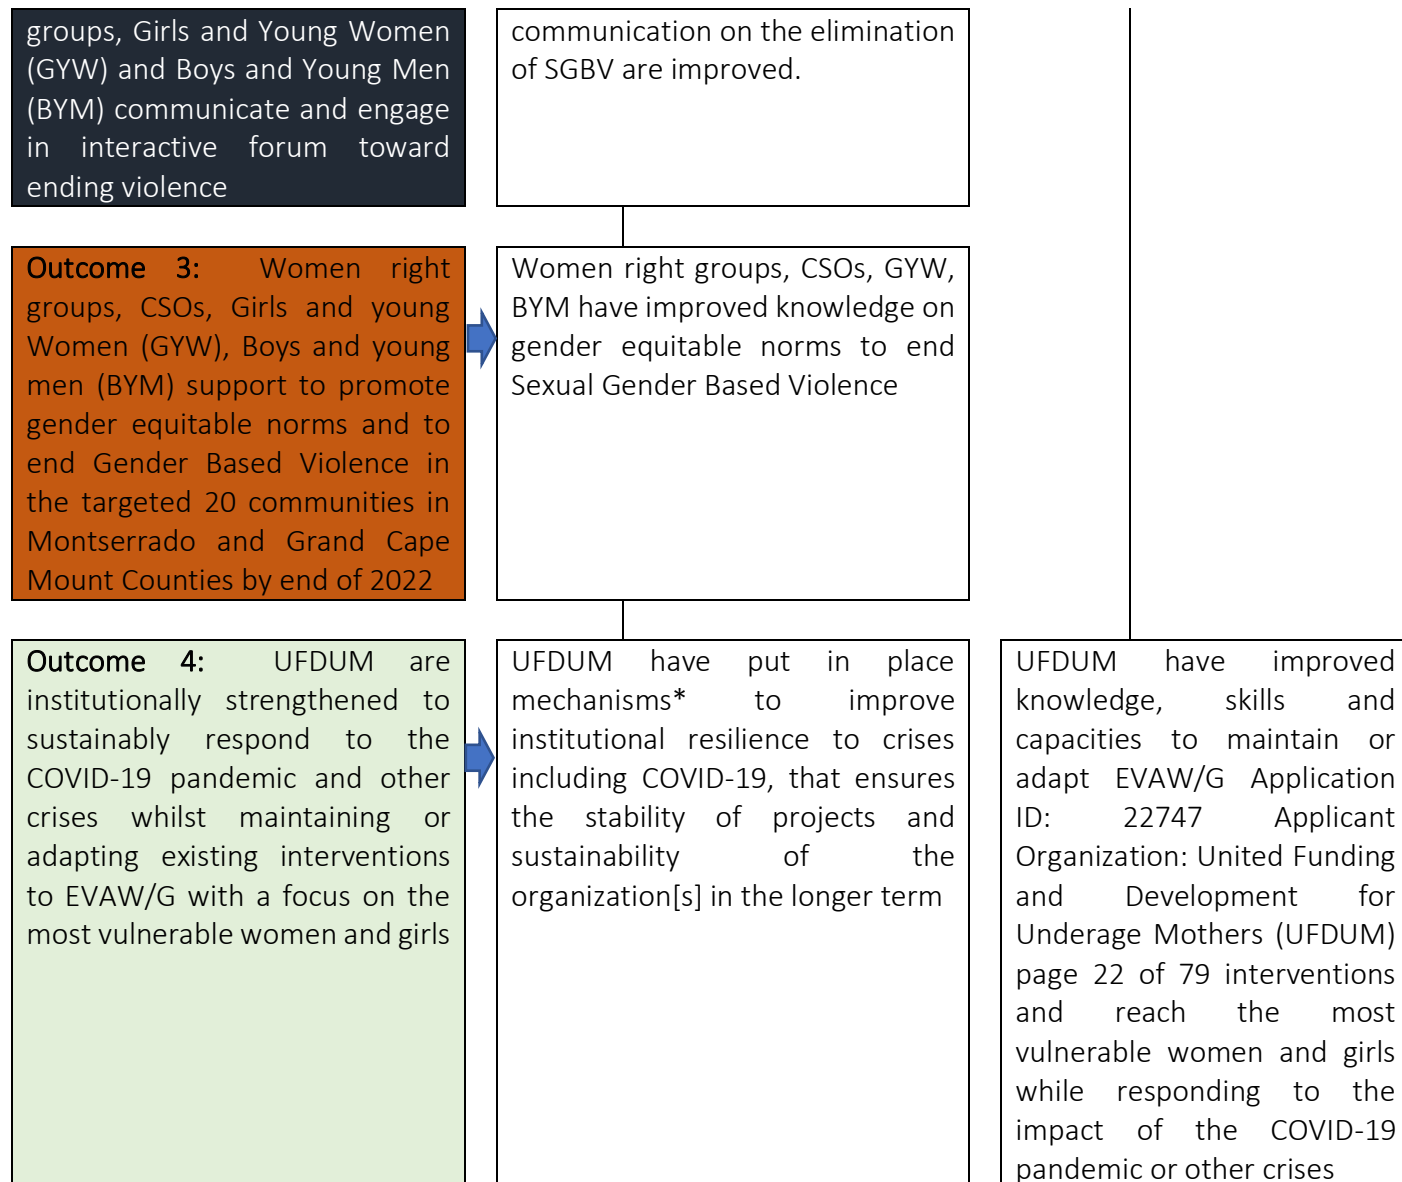 groups, Girls and Young Women
(GYW) and Boys and Young Men
(BYM) communicate and engage
in interactive forum toward
ending violence
communication on the elimination
of SGBV are improved.
Outcome 3: Women right
groups, CSOs, Girls and young
Women (GYW), Boys and young
men (BYM) support to promote
gender equitable norms and to
end Gender Based Violence in
the targeted 20 communities in
Montserrado and Grand Cape
Mount Counties by end of 2022
Women right groups, CSOs, GYW,
BYM have improved knowledge on
gender equitable norms to end
Sexual Gender Based Violence
Outcome 4: UFDUM are
institutionally strengthened to
sustainably respond to the
COVID-19 pandemic and other
crises whilst maintaining or
adapting existing interventions
to EVAW/G with a focus on the
most vulnerable women and girls
UFDUM have put in place
mechanisms* to improve
institutional resilience to crises
including COVID-19, that ensures
the stability of projects and
sustainability of the
organization[s] in the longer term
UFDUM have improved
knowledge, skills and
capacities to maintain or
adapt EVAW/G Application
ID: 22747 Applicant
Organization: United Funding
and Development for
Underage Mothers (UFDUM)
page 22 of 79 interventions
and reach the most
vulnerable women and girls
while responding to the
impact of the COVID-19
pandemic or other crises